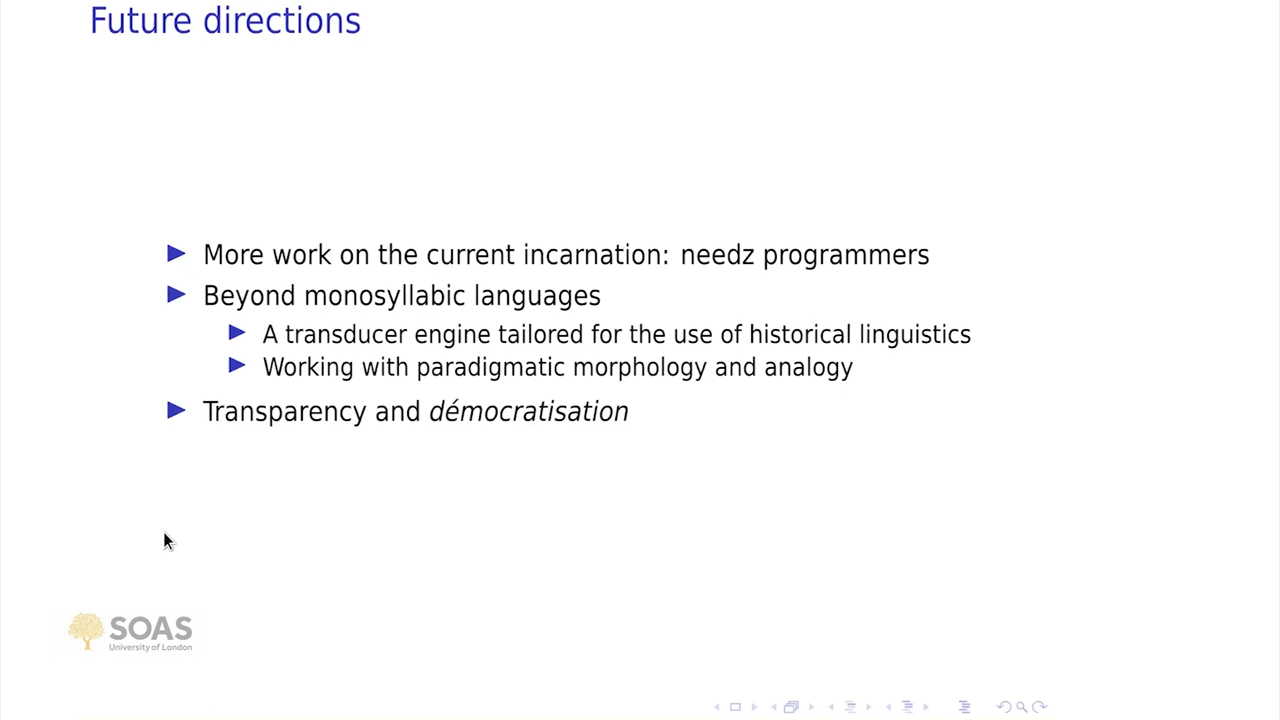 Future directions
More work on the current incarnation: needz programmers
Beyond monosyllabic languages
A transducer engine tailored for the use of historical linguistics
Working with paradigmatic morphology and analogy
Transparency and démocratisation
SOAS
University of London